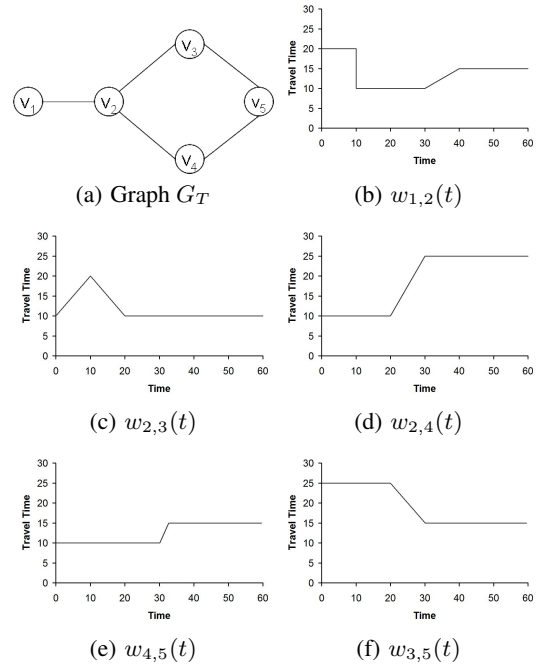 V1
V2
V3
V4
V5
(a) Graph G_T
Travel Time
30
25
20
15
10
5
0
0 10 20 30 40 50 60
Time
(b) w_{1,2}(t)
Travel Time
30
25
20
15
10
5
0
0 10 20 30 40 50 60
Time
(c) w_{2,3}(t)
Travel Time
30
25
20
15
10
5
0
0 10 20 30 40 50 60
Time
(d) w_{2,4}(t)
Travel Time
30
25
20
15
10
5
0
0 10 20 30 40 50 60
Time
(e) w_{4,5}(t)
Travel Time
30
25
20
15
10
5
0
0 10 20 30 40 50 60
Time
(f) w_{3,5}(t)